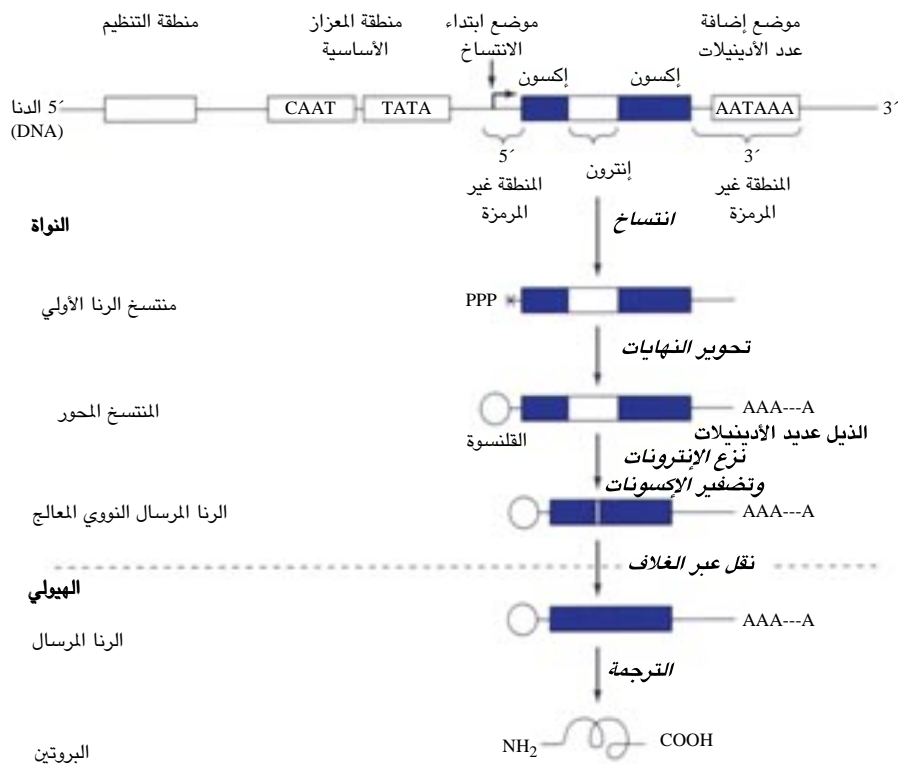 منطقة التنظيم
منطقة المعزاز
الأساسية
موضع ابتداء
الانتساخ
موضع إضافة
عدد الأدينيلات
إكسون
إكسون
الدنا 5´
(DNA)
CAAT
TATA
AATAAA
3´
5´
المنطقة غير
المرمزة
إنترون
3´
المنطقة غير
المرمزة
النواة
انتساخ
منتسخ الرنا الأولي
PPP
تحوير النهايات
المنتسخ المحور
القلنسوة
AAA---A
الذيل عديد الأدينيلات
نزع الإنترونات
وتضفير الإكسونات
الرنا المرسال النووي المعالج
AAA---A
نقل عبر الغلاف
الهيولي
الرنا المرسال
AAA---A
الترجمة
البروتين
NH2
COOH